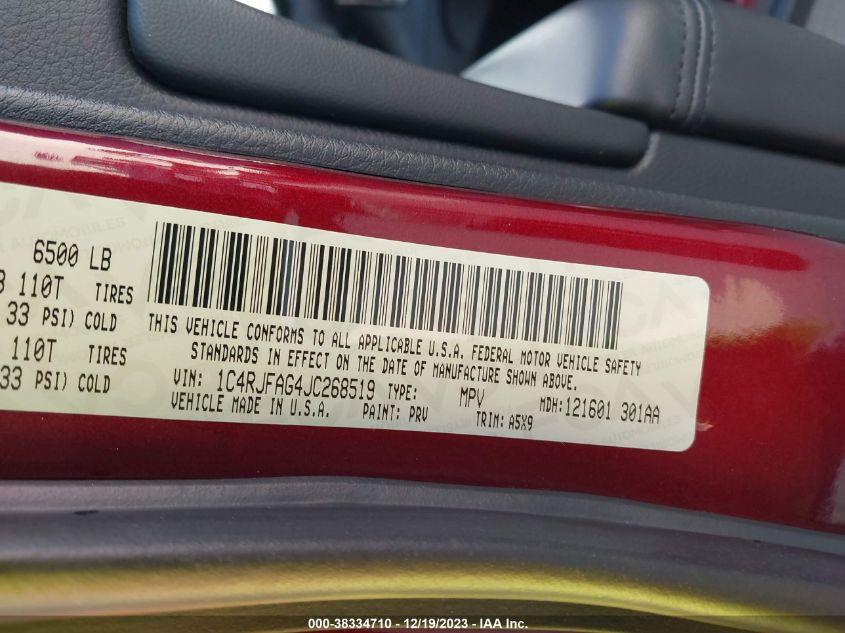 6500 LB
110T TIRES
33 PSI) COLD
110T TIRES
33 PSI) COLD
THIS VEHICLE CONFORMS TO ALL APPLICABLE U.S.A. FEDERAL MOTOR VEHICLE SAFETY
STANDARDS IN EFFECT ON THE DATE OF MANUFACTURE SHOWN ABOVE.
VIN: 1C4RJFAG4JC268519 TYPE: MPV MDH:121601 301AA
VEHICLE MADE IN U.S.A. PAINT: PRV TRIM: A5X9
000-38334710 - 12/19/2023 - IAA Inc.